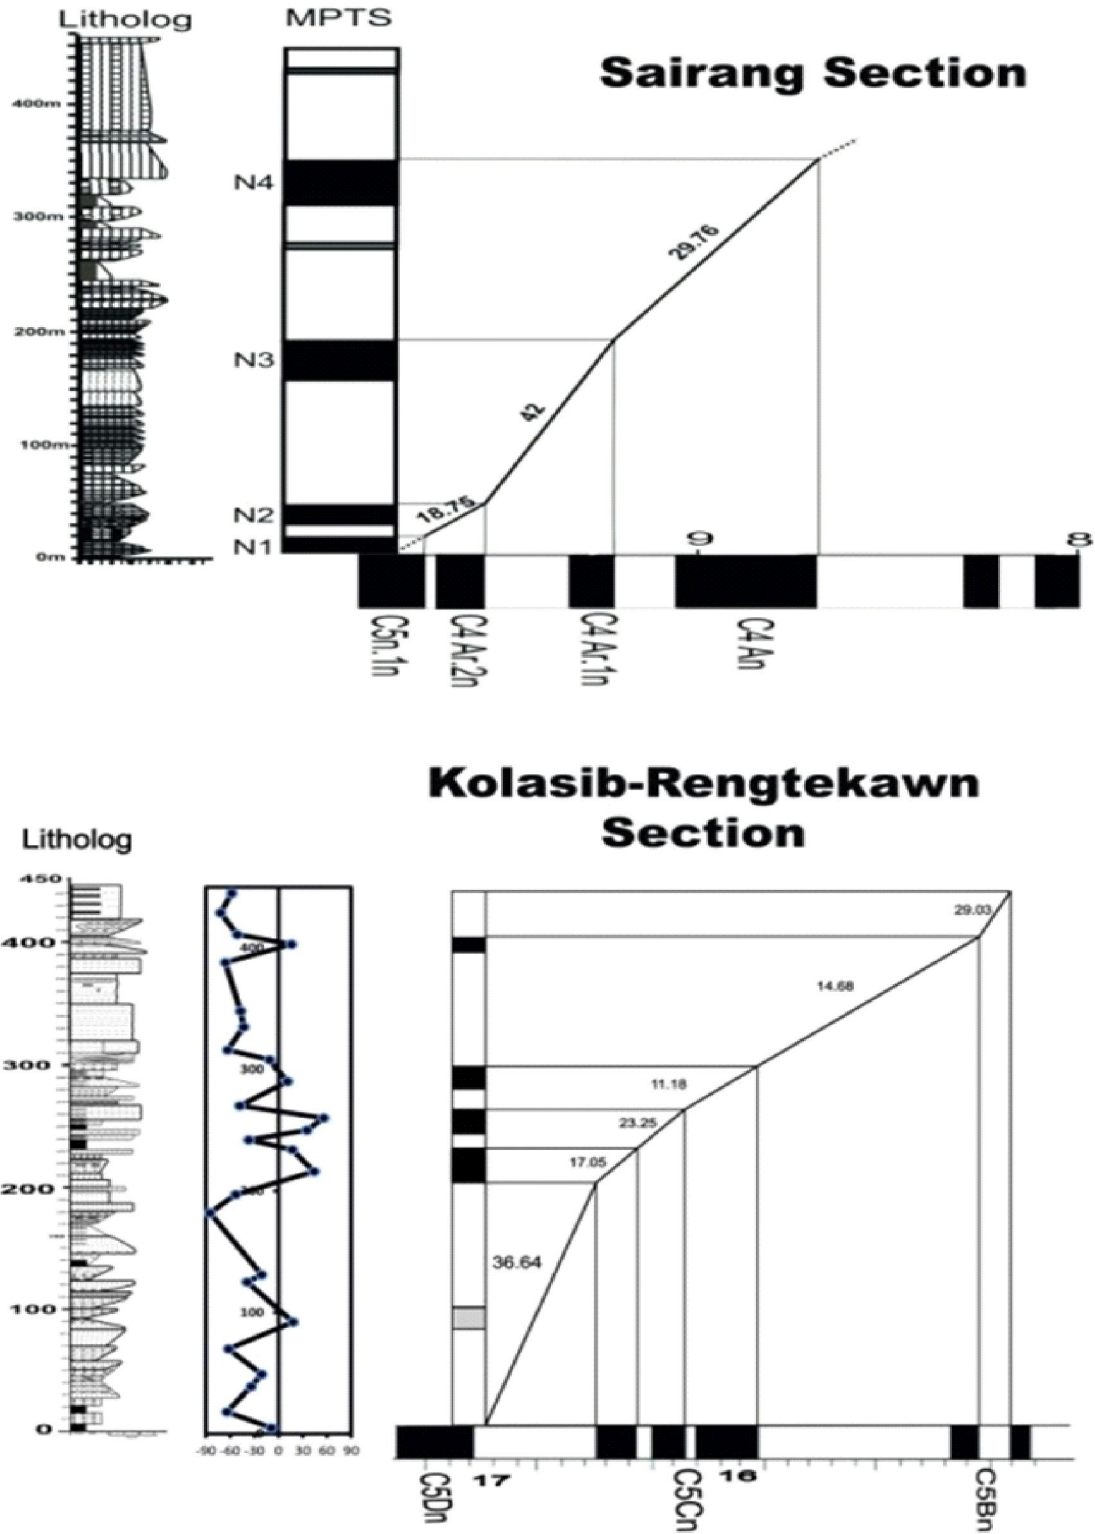 Litholog
MPTS
Sairang Section
400m
300m
200m
100m
0m
N4
N3
N2
N1
29.76
42
18.75
9
8
C5n.1n
C4Ar.2n
C4Ar.1n
C4An
Kolasib-Rengtekawn
Section
Litholog
450
400
300
200
100
0
400
300
100
-90 -60 -30 0 30 60 90
29.03
14.68
11.18
23.25
17.05
36.64
17
16
C5Dn
C5Cn
C5Bn